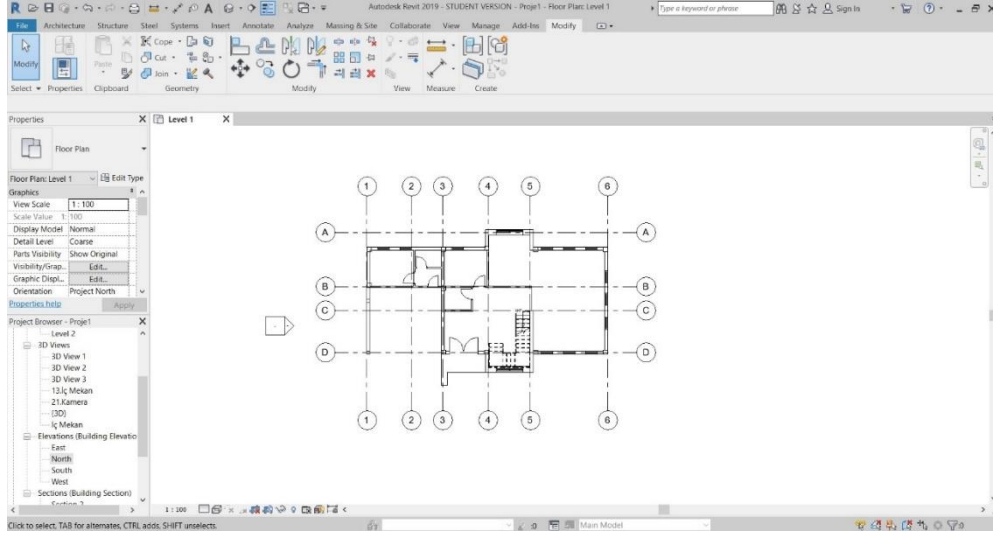 Autodesk Revit 2019 - STUDENT VERSION - Proje1 - Floor Plan: Level 1
Type a keyword or phrase
Sign In
File Architecture Structure Steel Systems Insert Annotate Analyze Massing & Site Collaborate View Manage Add-Ins Modify
Modify
Paste
Cope
Cut
Join
Select Properties Clipboard Geometry Modify View Measure Create
Properties X
Level 1 X
Floor Plan
Floor Plan: Level 1 Edit Type
Graphics
View Scale 1 : 100
Scale Value 1: 100
Display Model Normal
Detail Level Coarse
Parts Visibility Show Original
Visibility/Grap... Edit...
Graphic Displ... Edit...
Orientation Project North
Properties help Apply
Project Browser - Proje1 X
Level 2
3D Views
3D View 1
3D View 2
3D View 3
13.İç Mekan
21.Kamera
{3D}
İç Mekan
Elevations (Building Elevatio
East
North
South
West
Sections (Building Section)
1 2 3 4 5 6
A A
B B
C C
D D
1 2 3 4 5 6
1 : 100
Click to select, TAB for alternates, CTRL adds, SHIFT unselects.
:0
Main Model
:0